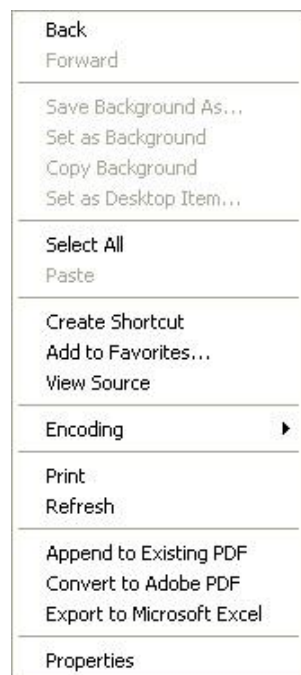 Back
Forward
Save Background As...
Set as Background
Copy Background
Set as Desktop Item...
Select All
Paste
Create Shortcut
Add to Favorites...
View Source
Encoding
Print
Refresh
Append to Existing PDF
Convert to Adobe PDF
Export to Microsoft Excel
Properties